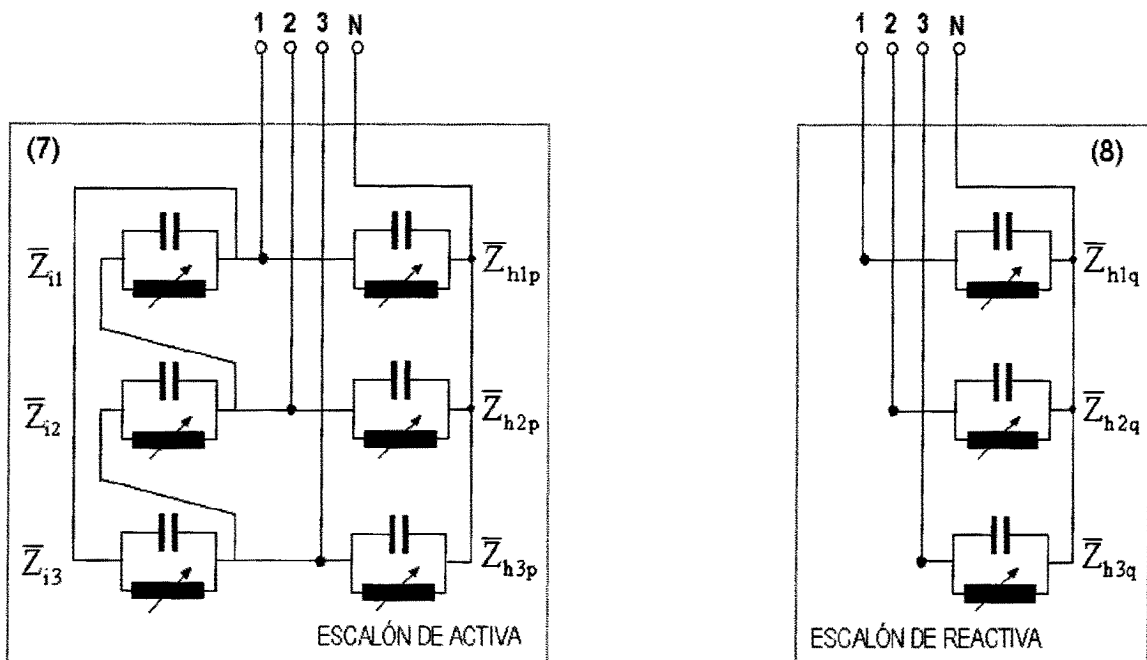 1 2 3 N
(7)
Z̅i1
Z̅h1p
Z̅i2
Z̅h2p
Z̅i3
Z̅h3p
ESCALÓN DE ACTIVA
1 2 3 N
(8)
Z̅h1q
Z̅h2q
Z̅h3q
ESCALÓN DE REACTIVA